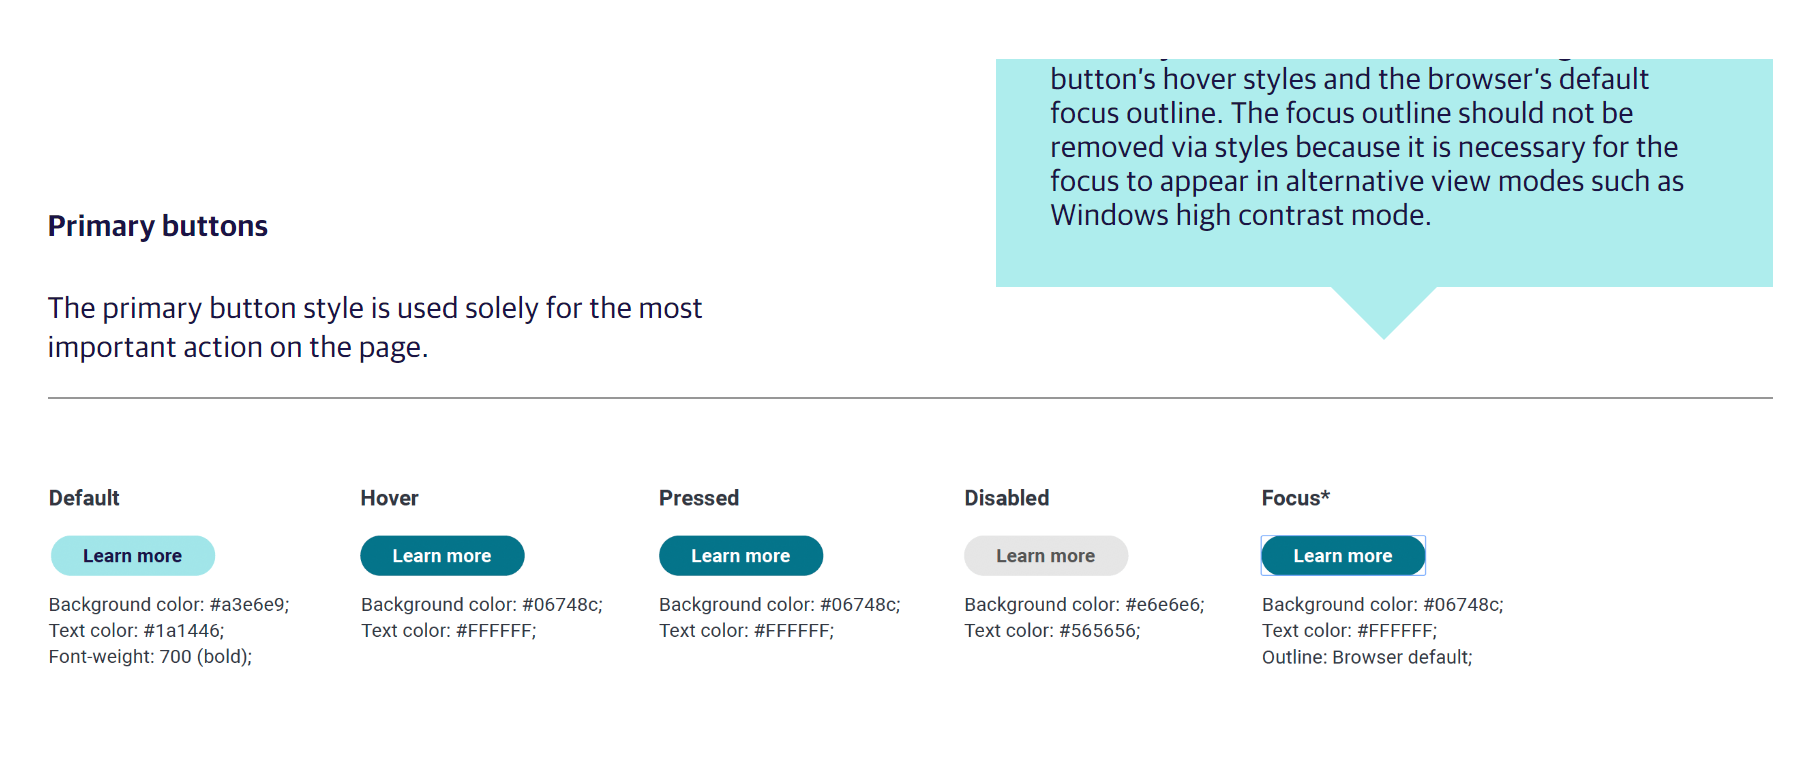 button's hover styles and the browser's default
focus outline. The focus outline should not be
removed via styles because it is necessary for the
focus to appear in alternative view modes such as
Windows high contrast mode.
Primary buttons
The primary button style is used solely for the most
important action on the page.
Default
Learn more
Background color: #a3e6e9;
Text color: #1a1446;
Font-weight: 700 (bold);
Hover
Learn more
Background color: #06748c;
Text color: #FFFFFF;
Pressed
Learn more
Background color: #06748c;
Text color: #FFFFFF;
Disabled
Learn more
Background color: #e6e6e6;
Text color: #565656;
Focus*
Learn more
Background color: #06748c;
Text color: #FFFFFF;
Outline: Browser default;